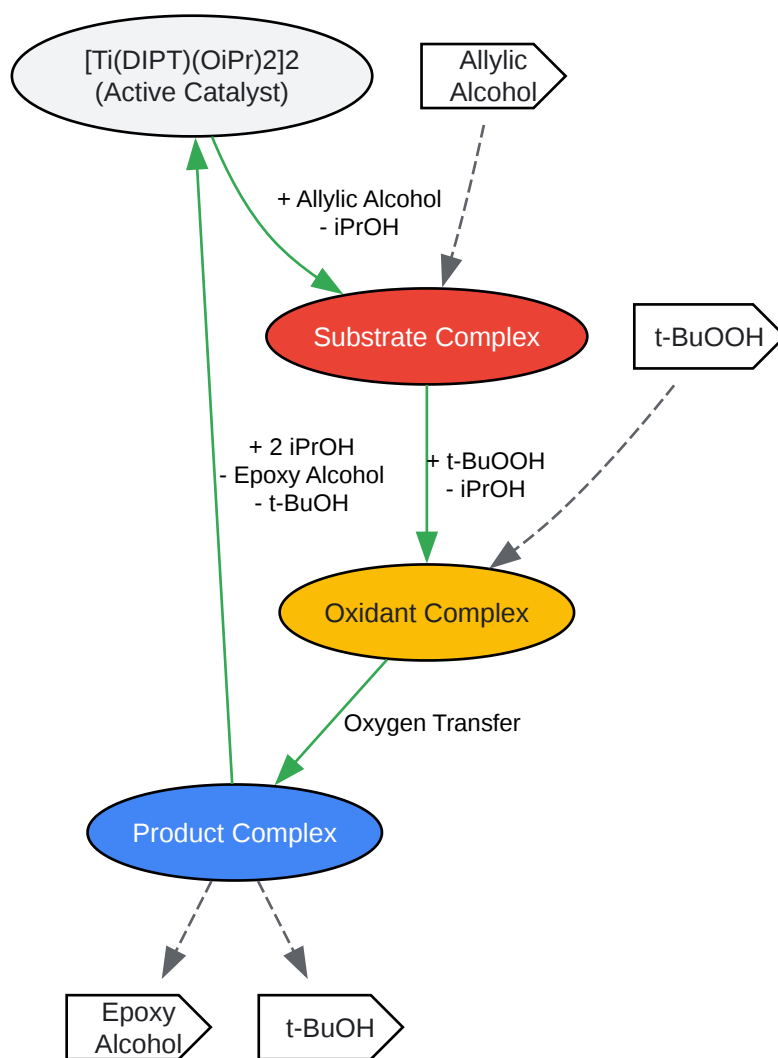 [Ti(DIPT)(OiPr)2]2
(Active Catalyst)
Allylic
Alcohol
+ Allylic Alcohol
- iPrOH
Substrate Complex
t-BuOOH
+ 2 iPrOH
- Epoxy Alcohol
- t-BuOH
+ t-BuOOH
- iPrOH
Oxidant Complex
Oxygen Transfer
Product Complex
Epoxy
Alcohol
t-BuOH